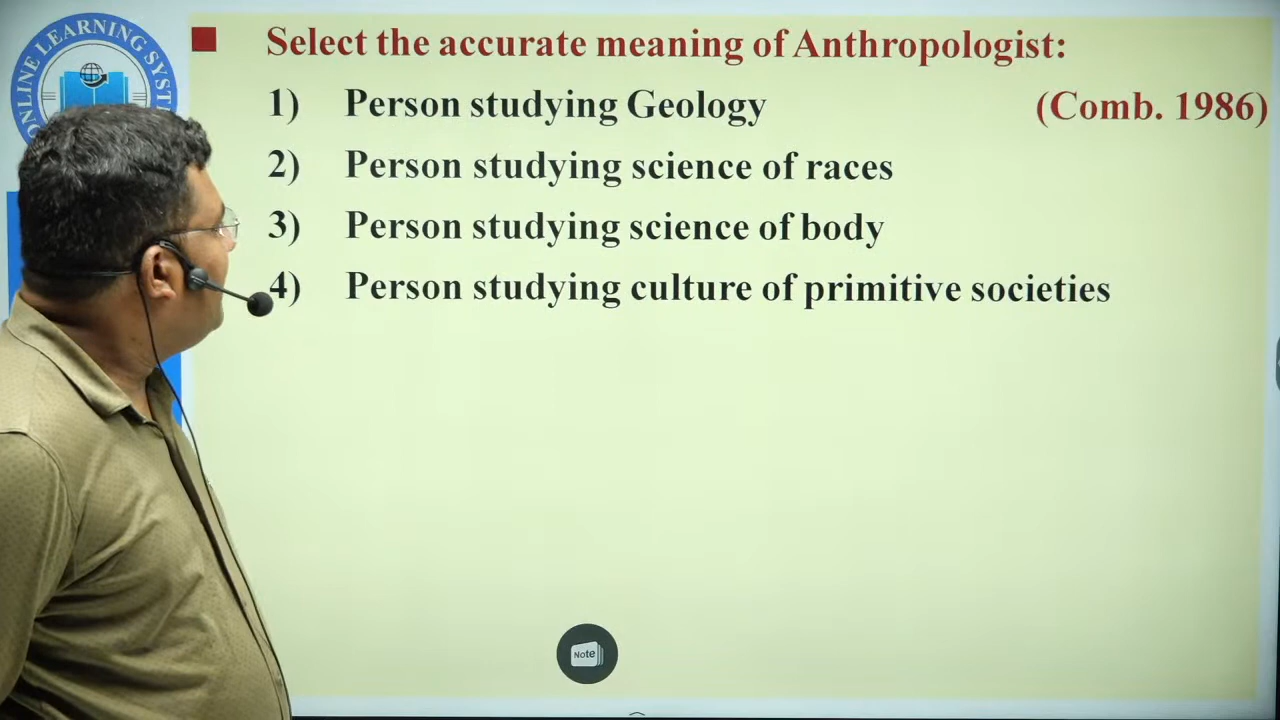 ONLINE LEARNING SYST
Select the accurate meaning of Anthropologist:
1) Person studying Geology (Comb. 1986)
2) Person studying science of races
3) Person studying science of body
4) Person studying culture of primitive societies
Note